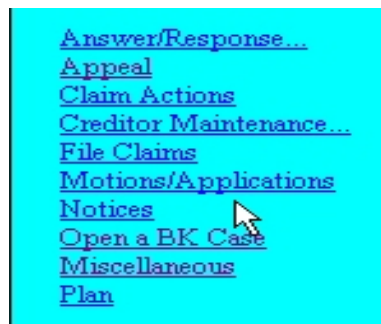 Answer/Response...
Appeal
Claim Actions
Creditor Maintenance...
File Claims
Motions/Applications
Notices
Open a BK Case
Miscellaneous
Plan